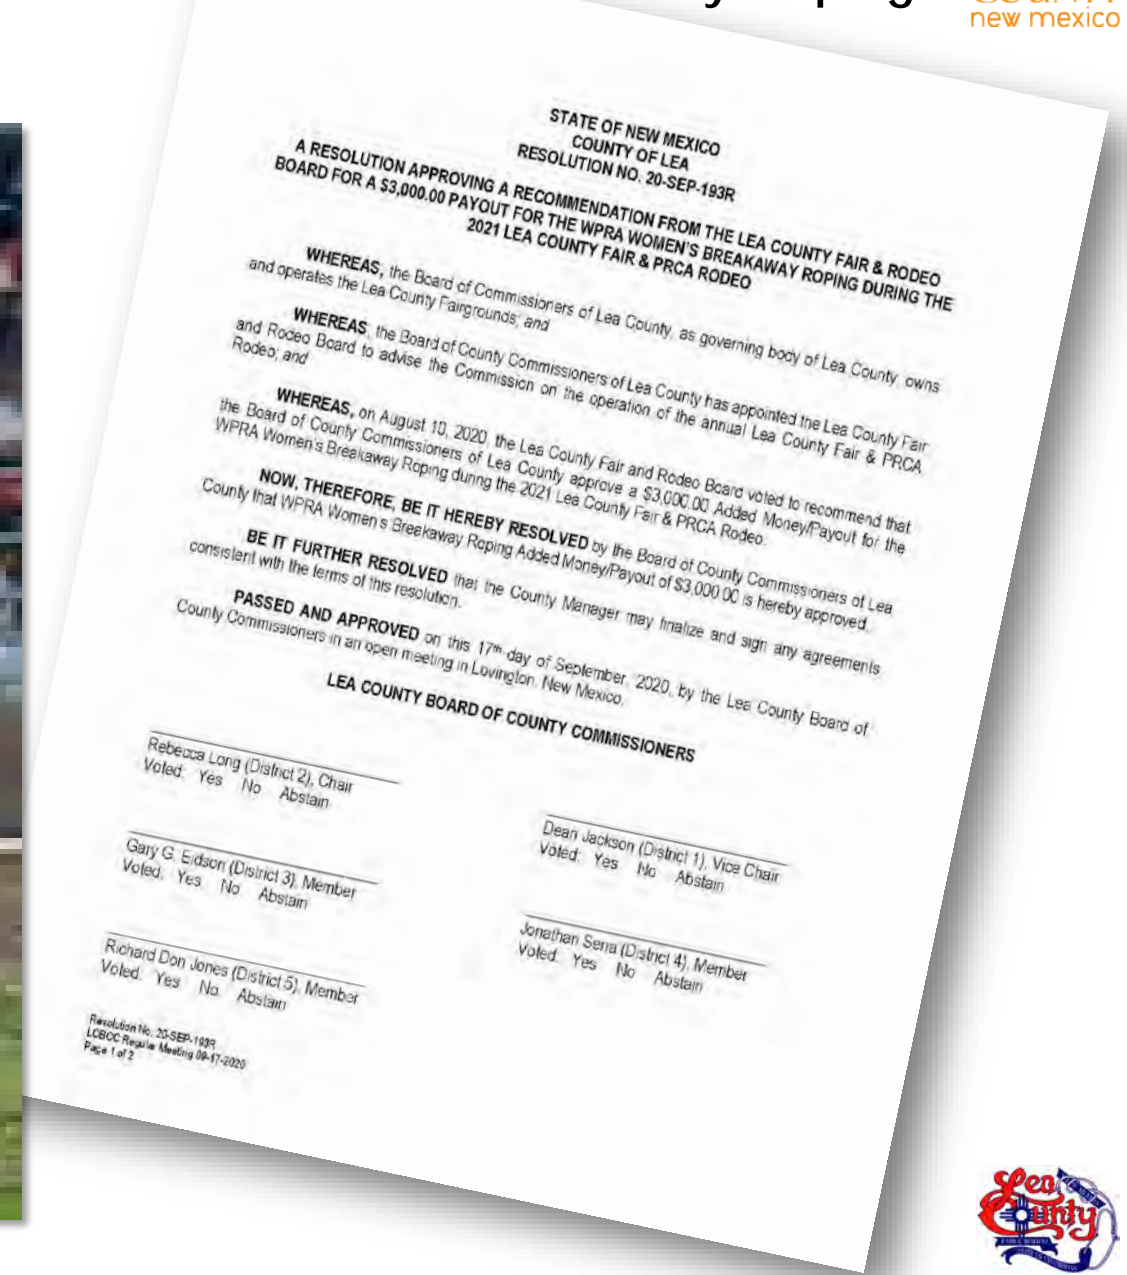 new mexico
STATE OF NEW MEXICO
COUNTY OF LEA
RESOLUTION NO. 20-SEP-193R
A RESOLUTION APPROVING A RECOMMENDATION FROM THE LEA COUNTY FAIR & RODEO
BOARD FOR A $3,000.00 PAYOUT FOR THE WPRA WOMEN'S BREAKAWAY ROPING DURING THE
2021 LEA COUNTY FAIR & PRCA RODEO
WHEREAS, the Board of Commissioners of Lea County, as governing body of Lea County, owns
and operates the Lea County Fairgrounds; and
WHEREAS, the Board of County Commissioners of Lea County has appointed the Lea County Fair
and Rodeo Board to advise the Commission on the operation of the annual Lea County Fair & PRCA
Rodeo; and
WHEREAS, on August 10, 2020, the Lea County Fair and Rodeo Board voted to recommend that
the Board of County Commissioners of Lea County approve a $3,000.00 Added Money/Payout for the
WPRA Women's Breakaway Roping during the 2021 Lea County Fair & PRCA Rodeo.
NOW, THEREFORE, BE IT HEREBY RESOLVED by the Board of County Commissioners of Lea
County that WPRA Women's Breakaway Roping Added Money/Payout of $3,000.00 is hereby approved.
BE IT FURTHER RESOLVED that the County Manager may finalize and sign any agreements
consistent with the terms of this resolution.
PASSED AND APPROVED on this 17th day of September, 2020, by the Lea County Board of
County Commissioners in an open meeting in Lovington, New Mexico.
LEA COUNTY BOARD OF COUNTY COMMISSIONERS
Rebecca Long (District 2), Chair
Voted: Yes No Abstain
Dean Jackson (District 1), Vice Chair
Voted: Yes No Abstain
Gary G. Eidson (District 3), Member
Voted: Yes No Abstain
Jonathan Sena (District 4), Member
Voted: Yes No Abstain
Richard Don Jones (District 5), Member
Voted: Yes No Abstain
Resolution No. 20-SEP-193R
LCBCC Regular Meeting 09-17-2020
Page 1 of 2
Lea
County